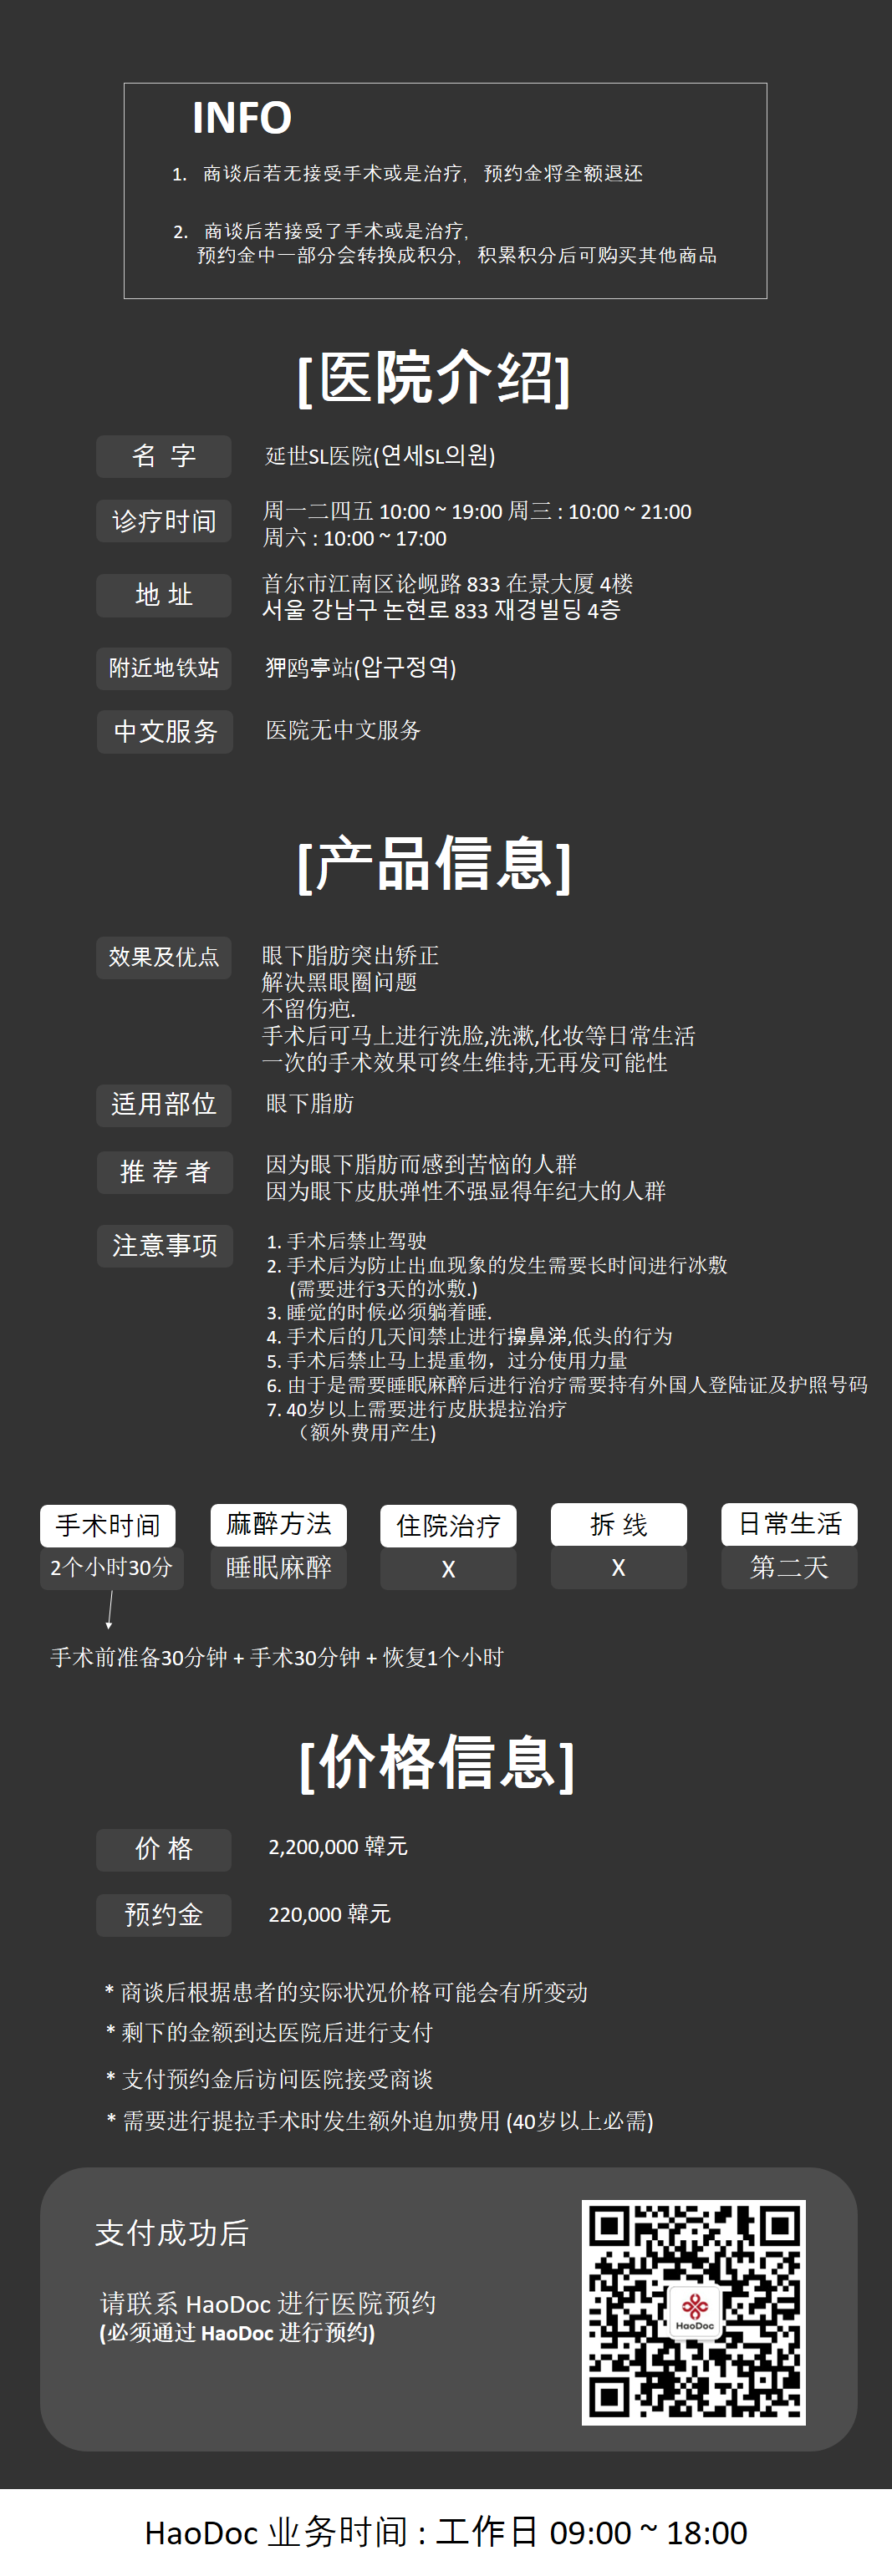 INFO
1. 商谈后若无接受手术或是治疗, 预约金将全额退还
2. 商谈后若接受了手术或是治疗,
预约金中一部分会转换成积分, 积累积分后可购买其他商品
[医院介绍]
名 字
延世SL医院(연세SL의원)
诊疗时间
周一二四五 10:00 ~ 19:00 周三 : 10:00 ~ 21:00
周六 : 10:00 ~ 17:00
地 址
首尔市江南区论岘路 833 在景大厦 4楼
서울 강남구 논현로 833 재경빌딩 4층
附近地铁站
狎鸥亭站(압구정역)
中文服务
医院无中文服务
[产品信息]
效果及优点
眼下脂肪突出矫正
解决黑眼圈问题
不留伤疤.
手术后可马上进行洗脸,洗漱,化妆等日常生活
一次的手术效果可终生维持,无再发可能性
适用部位
眼下脂肪
推 荐 者
因为眼下脂肪而感到苦恼的人群
因为眼下皮肤弹性不强显得年纪大的人群
注意事项
1. 手术后禁止驾驶
2. 手术后为防止出血现象的发生需要长时间进行冰敷
(需要进行3天的冰敷.)
3. 睡觉的时候必须躺着睡.
4. 手术后的几天间禁止进行擤鼻涕,低头的行为
5. 手术后禁止马上提重物，过分使用力量
6. 由于是需要睡眠麻醉后进行治疗需要持有外国人登陆证及护照号码
7. 40岁以上需要进行皮肤提拉治疗
（额外费用产生)
手术时间
2个小时30分
麻醉方法
睡眠麻醉
住院治疗
X
拆 线
X
日常生活
第二天
手术前准备30分钟 + 手术30分钟 + 恢复1个小时
[价格信息]
价 格
2,200,000 韓元
预约金
220,000 韓元
* 商谈后根据患者的实际状况价格可能会有所变动
* 剩下的金额到达医院后进行支付
* 支付预约金后访问医院接受商谈
* 需要进行提拉手术时发生额外追加费用 (40岁以上必需)
支付成功后
请联系 HaoDoc 进行医院预约
(必须通过 HaoDoc 进行预约)
HaoDoc
HaoDoc 业务时间 : 工作日 09:00 ~ 18:00